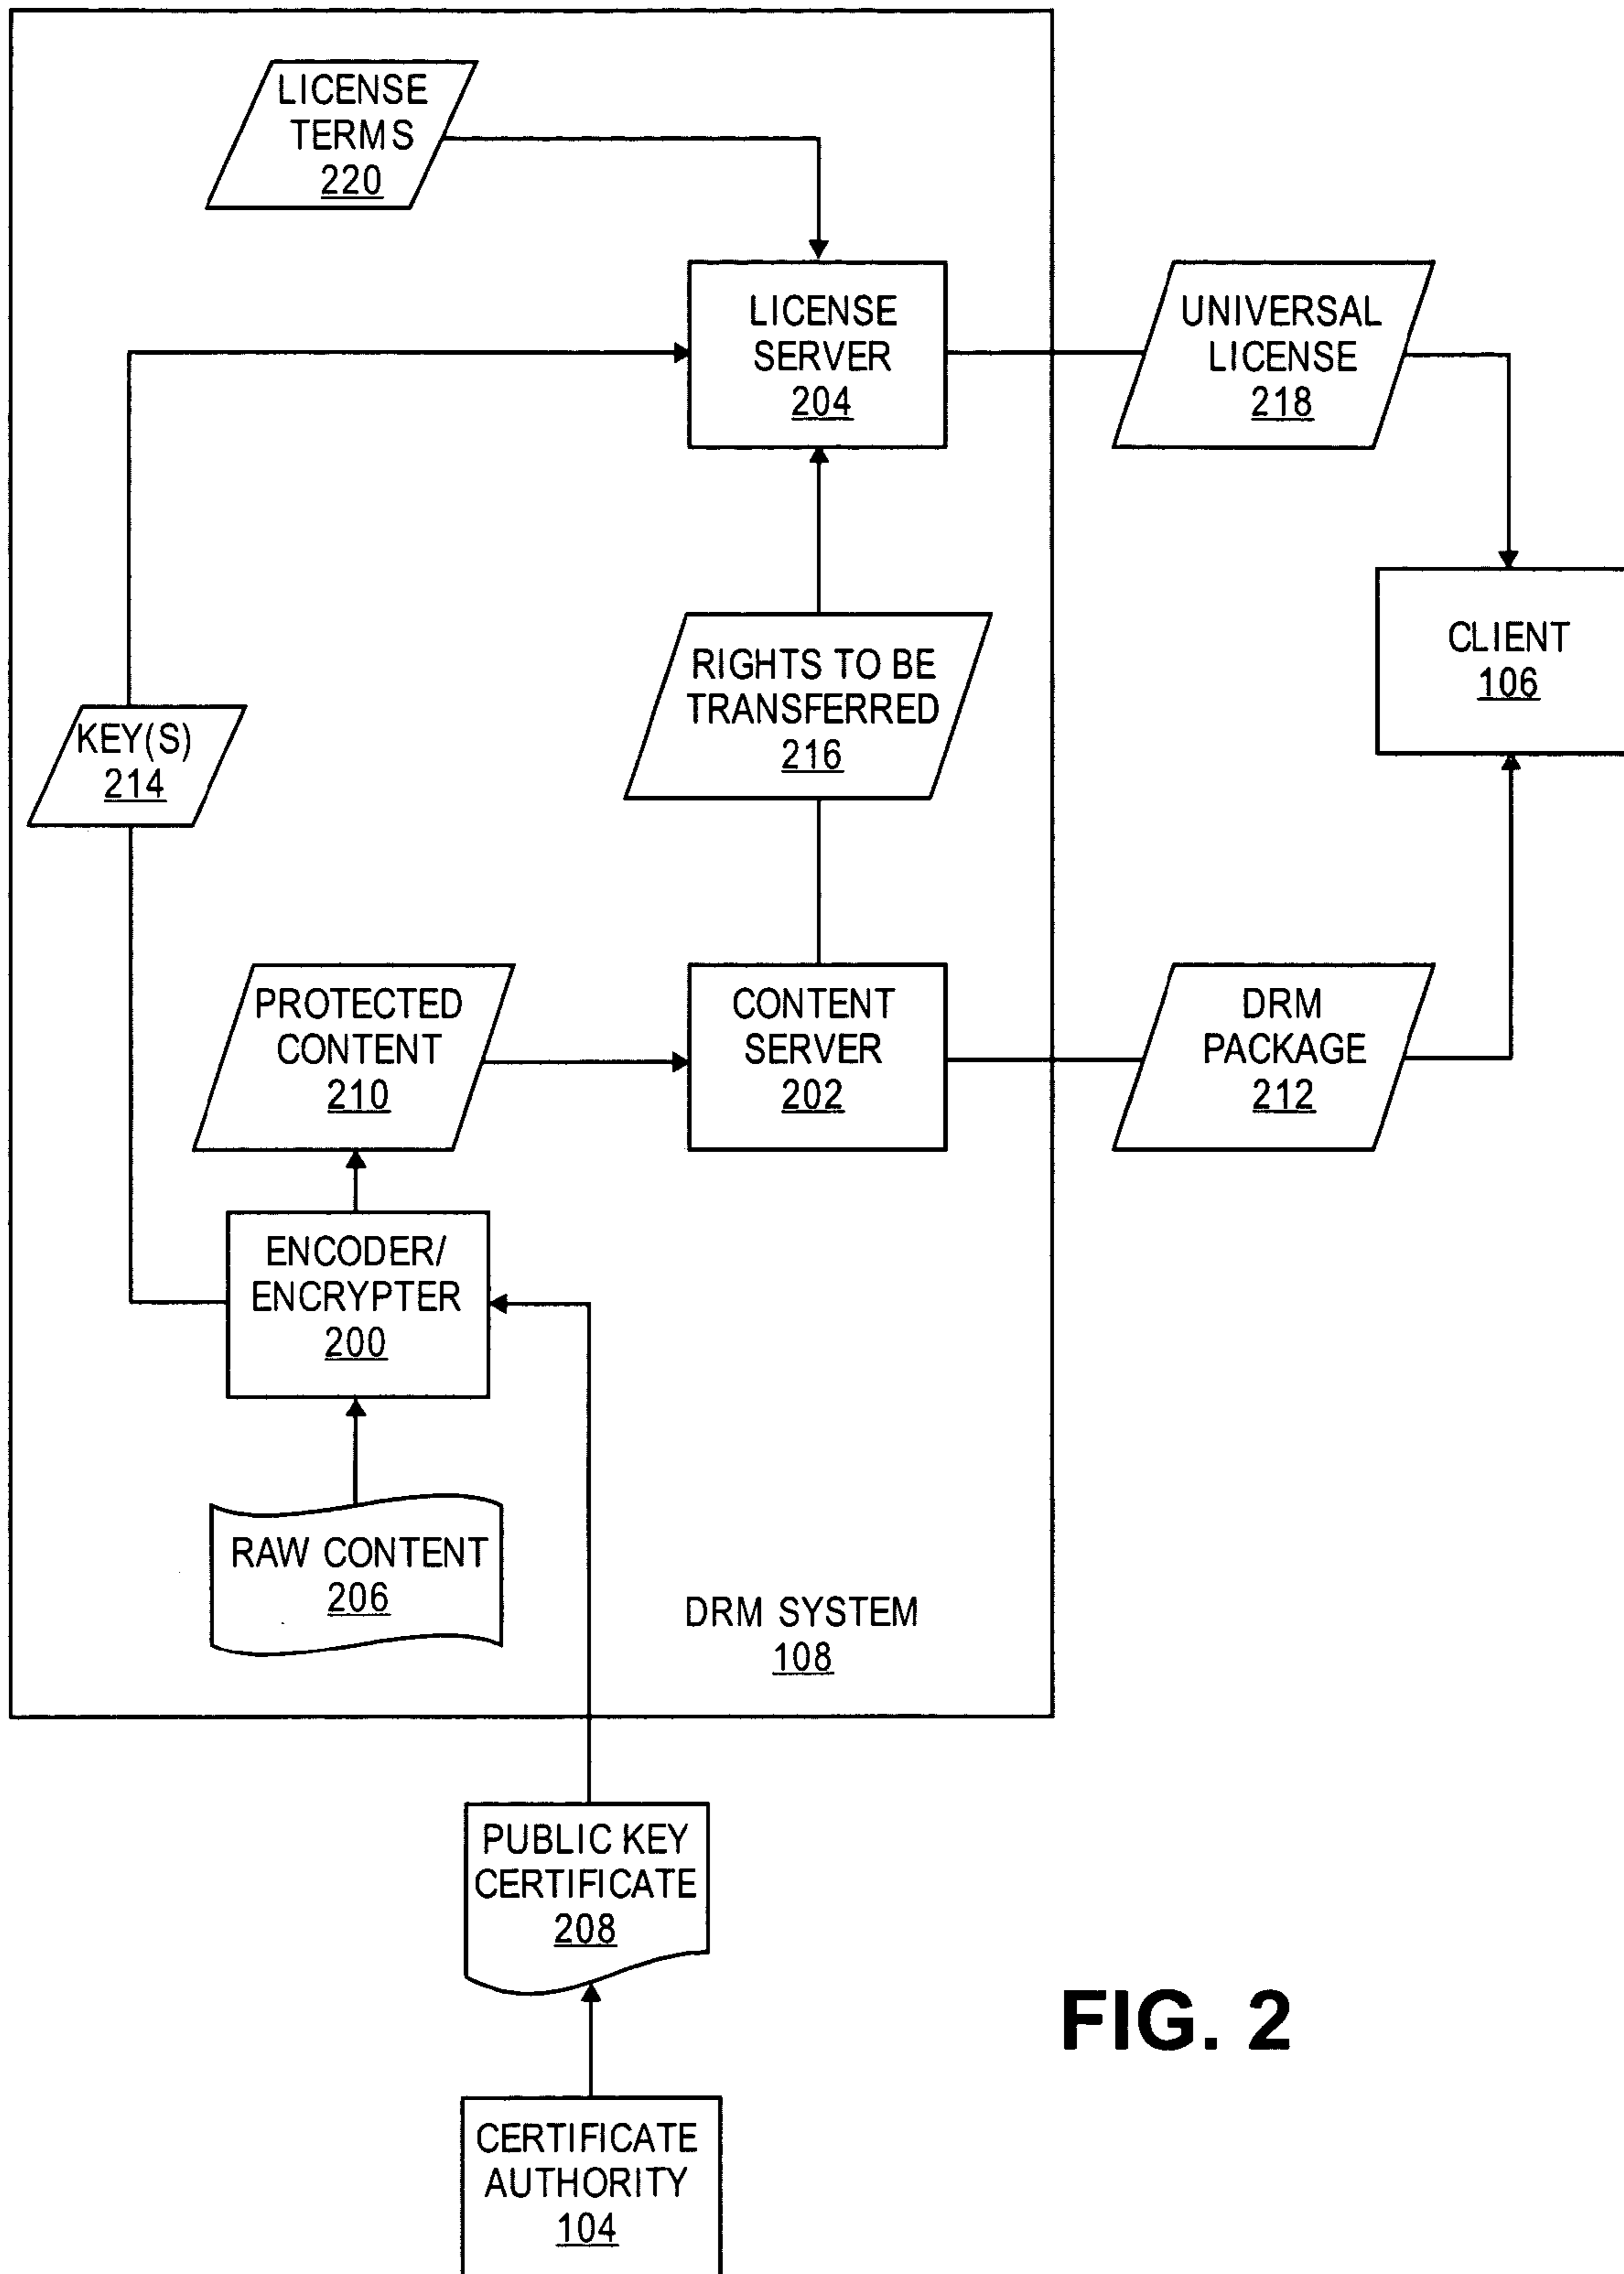 LICENSE
TERMS
220
LICENSE
SERVER
204
UNIVERSAL
LICENSE
218
RIGHTS TO BE
TRANSFERRED
216
CLIENT
106
KEY(S)
214
PROTECTED
CONTENT
210
CONTENT
SERVER
202
DRM
PACKAGE
212
ENCODER/
ENCRYPTER
200
RAW CONTENT
206
DRM SYSTEM
108
PUBLIC KEY
CERTIFICATE
208
FIG. 2
CERTIFICATE
AUTHORITY
104